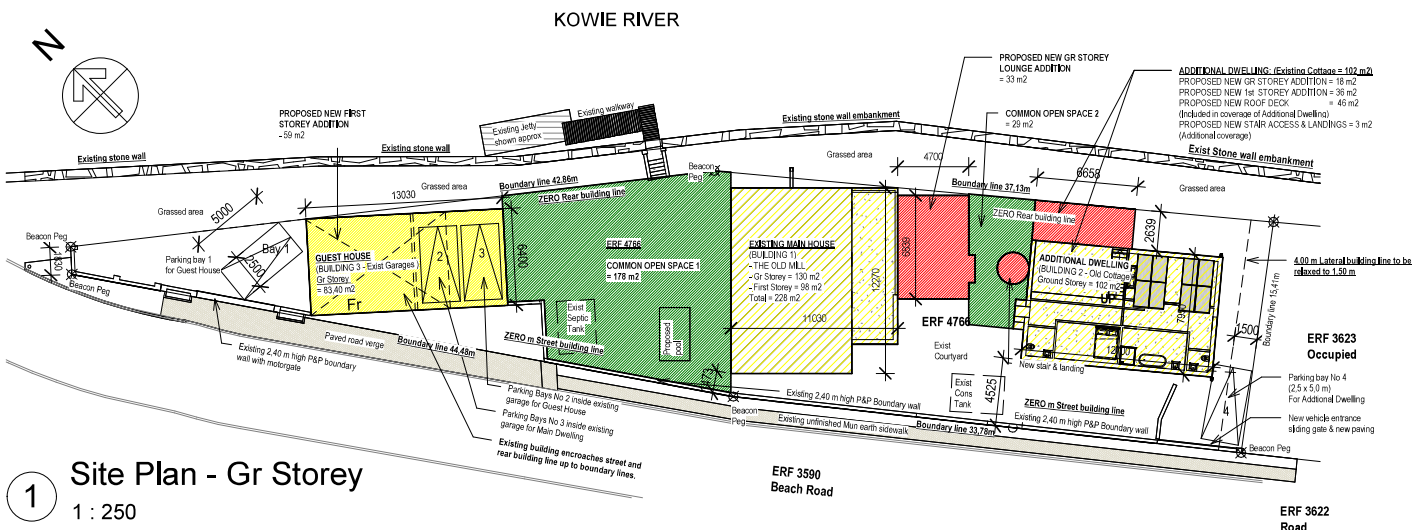 KOWIE RIVER
N
PROPOSED NEW FIRST
STOREY ADDITION
- 59 m2
Existing Jetty
shown approx
Existing walkway
Existing stone wall embankment
PROPOSED NEW GR STOREY
LOUNGE ADDITION
= 33 m2
COMMON OPEN SPACE 2
= 29 m2
ADDITIONAL DWELLING: (Existing Cottage = 102 m2)
PROPOSED NEW GR STOREY ADDITION = 18 m2
PROPOSED NEW 1st STOREY ADDITION = 36 m2
PROPOSED NEW ROOF DECK = 46 m2
(Included in coverage of Additional Dwelling)
PROPOSED NEW STAIR ACCESS & LANDINGS = 3 m2
(Additional coverage)
Exist Stone wall embankment
Existing stone wall
Existing stone wall
Grassed area
Grassed area
Grassed area
Grassed area
Beacon
Peg
4700
6658
13030
5000
Boundary line 42.86m
ZERO Rear building line
Boundary line 37,13m
ZERO Rear building line
2639
Beacon Peg
Beacon Peg
Parking bay 1
for Guest House
Bay 1
2500
GUEST HOUSE
(BUILDING 3 - Exist Garages )
Gr Storey
= 83,40 m2
Fr
2
3
6400
ERF 4766
COMMON OPEN SPACE 1
= 178 m2
Exist
Septic
Tank
Proposed
pool
EXISTING MAIN HOUSE
(BUILDING 1)
- THE OLD MILL
- Gr Storey = 130 m2
- First Storey = 98 m2
Total = 228 m2
11030
12270
6939
ERF 4766
Exist
Courtyard
ADDITIONAL DWELLING
(BUILDING 2 - Old Cottage)
Ground Storey = 102 m2
UP
12000
New stair & landing
4.00 m Lateral building line to be
relaxed to 1.50 m
Boundary line 15,41m
1500
ERF 3623
Occupied
Parking bay No 4
(2,5 x 5,0 m)
For Addtional Dwelling
4
New vehicle entrance
sliding gate & new paving
Beacon Peg
Paved road verge
Boundary line 44,48m
ZERO m Street building line
Existing 2,40 m high P&P boundary
wall with motorgate
Parking Bays No 2 inside existing
garage for Guest House
Parking Bays No 3 inside existing
garage for Main Dwelling
Existing building encroaches street and
rear building line up to boundary lines.
Beacon
Peg
Existing 2,40 m high P&P Boundary wall
Existing unfinished Mun earth sidewalk
Boundary line 33,78m
Exist
Cons
Tank
4525
ZERO m Street building line
Existing 2,40 m high P&P Boundary wall
ERF 3590
Beach Road
ERF 3622
Road
1
Site Plan - Gr Storey
1 : 250